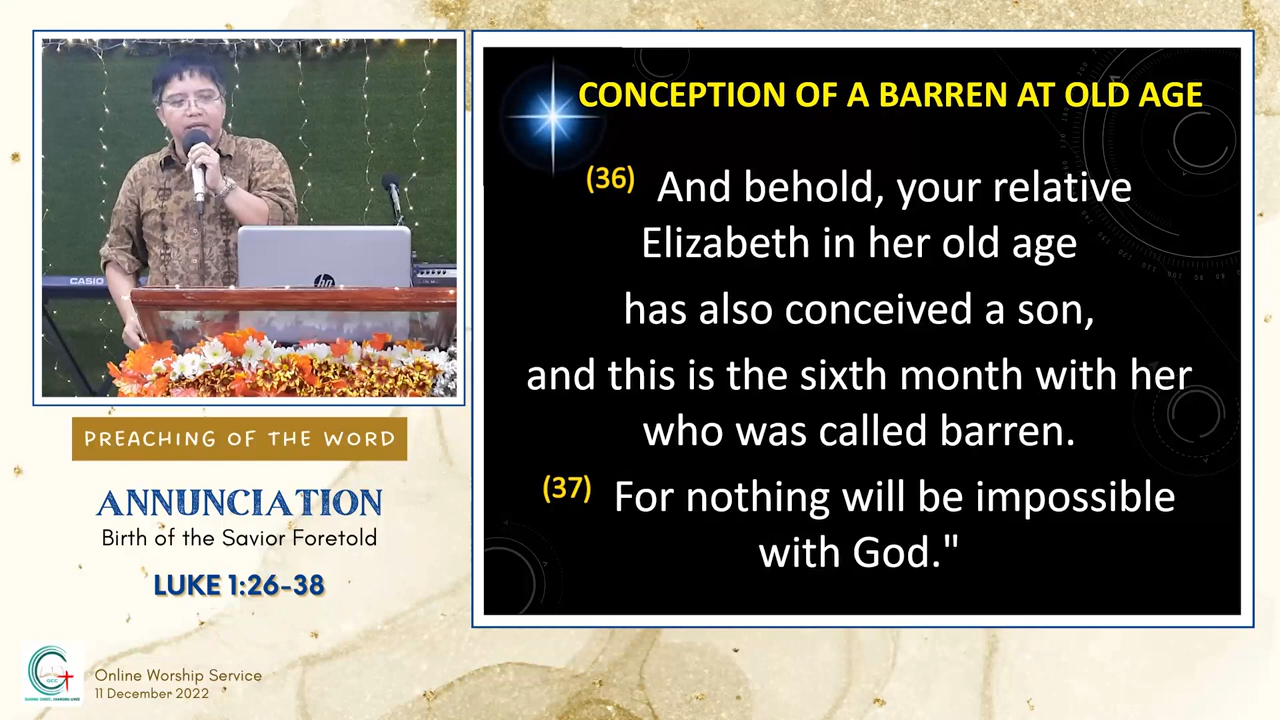 CASIO
hp
PREACHING OF THE WORD
ANNUNCIATION
Birth of the Savior Foretold
LUKE 1:26-38
GCC
Online Worship Service
11 December 2022
CONCEPTION OF A BARREN AT OLD AGE
(36) And behold, your relative
Elizabeth in her old age
has also conceived a son,
and this is the sixth month with her
who was called barren.
(37) For nothing will be impossible
with God."